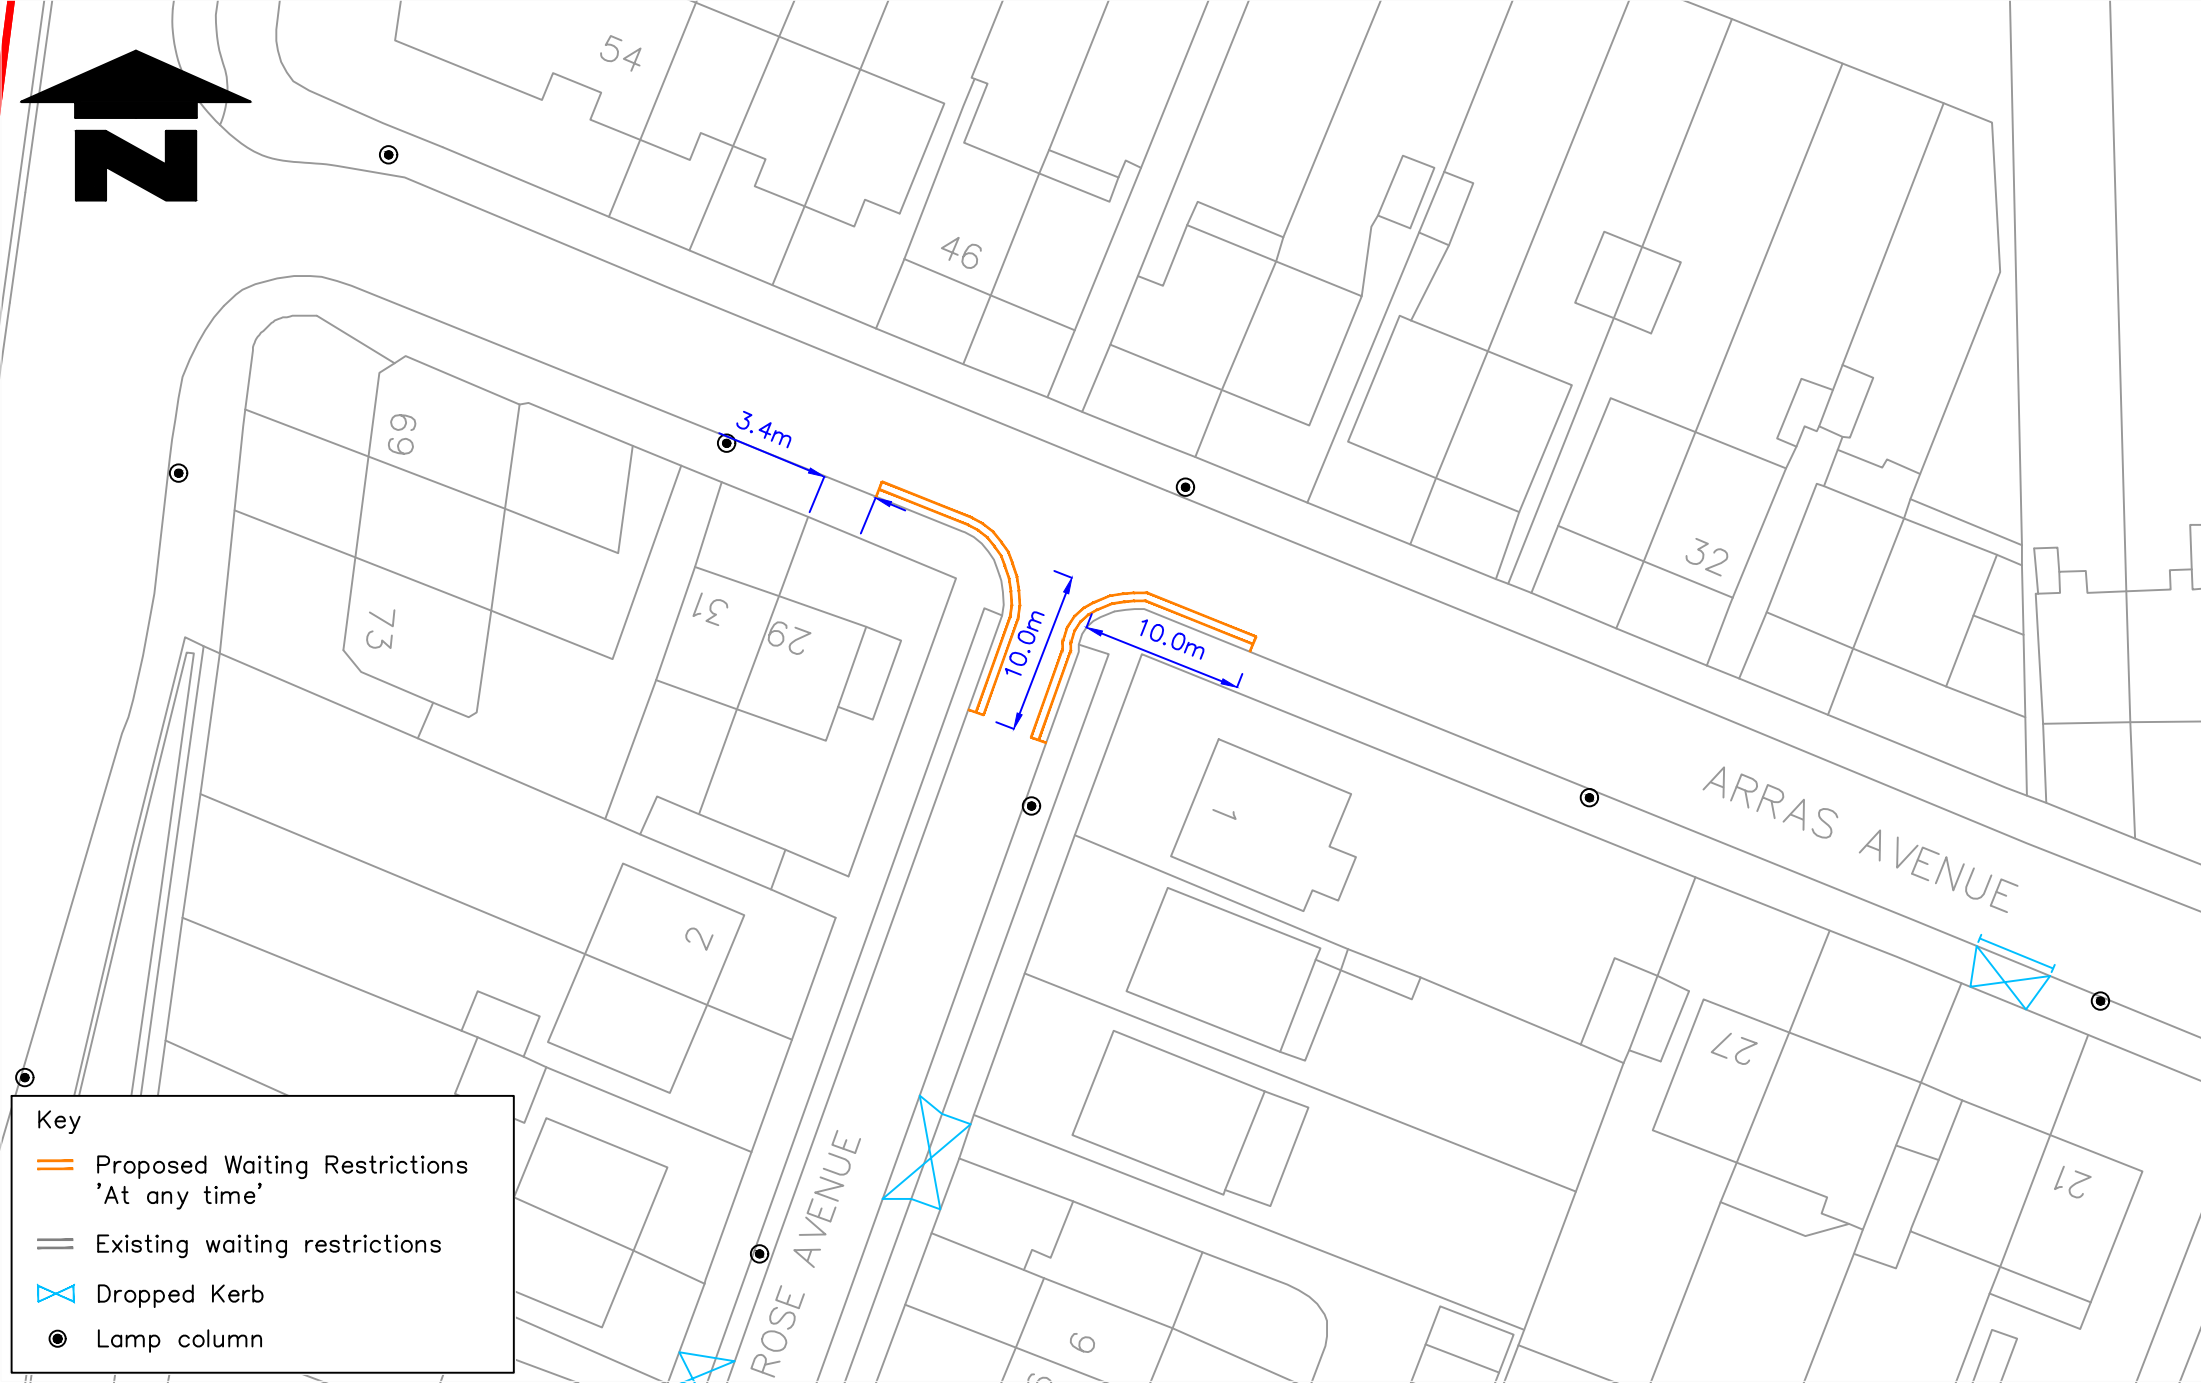 54
46
N
69
3.4m
73
31
29
10.0m
10.0m
32
1
ARRAS AVENUE
2
27
21
ROSE AVENUE
9
Key
Proposed Waiting Restrictions
'At any time'
Existing waiting restrictions
Dropped Kerb
Lamp column